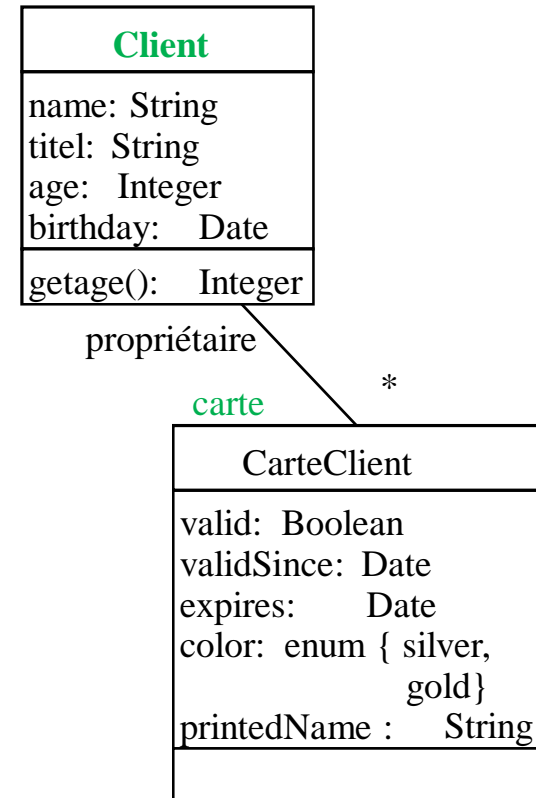 Client
name: String
titel: String
age: Integer
birthday: Date
getage(): Integer
propriétaire
*
carte
CarteClient
valid: Boolean
validSince: Date
expires: Date
color: enum { silver,
gold}
printedName : String